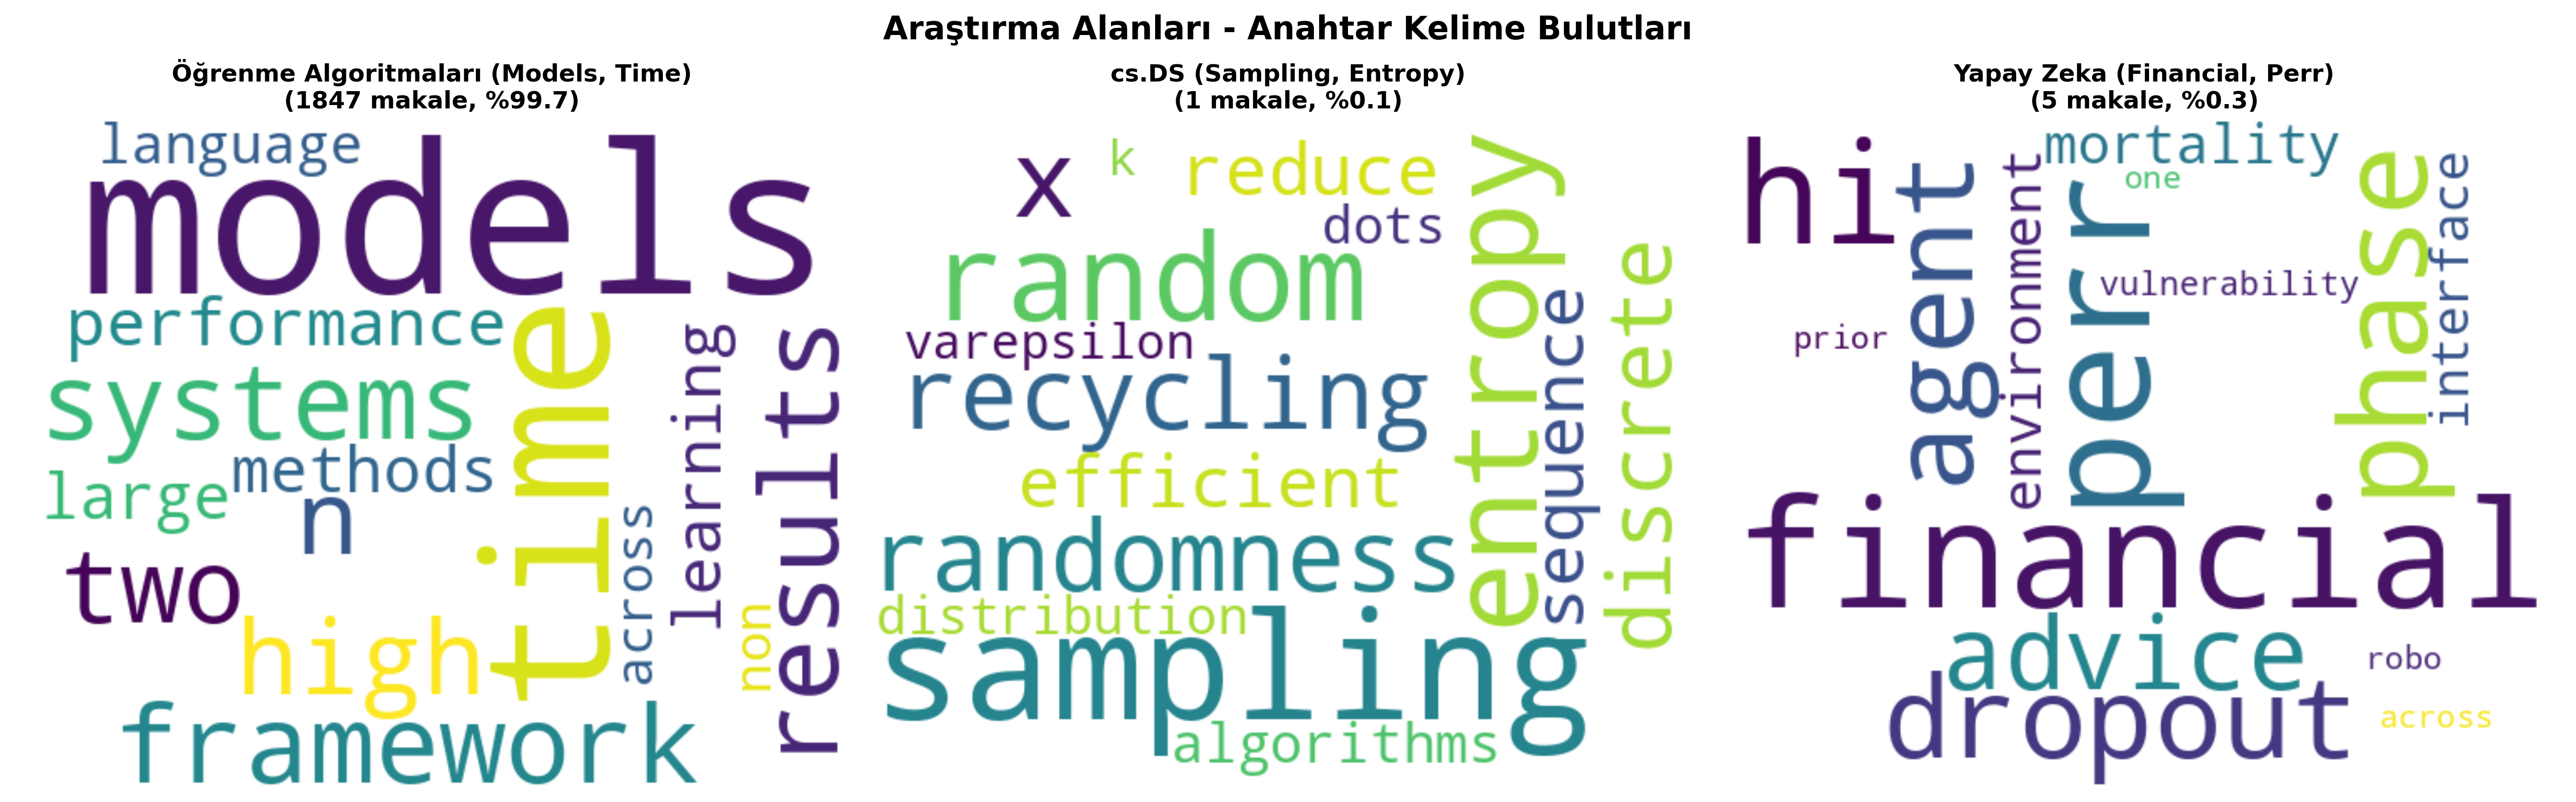 Araştırma Alanları - Anahtar Kelime Bulutları
Öğrenme Algoritmaları (Models, Time)
(1847 makale, %99.7)
language
models
performance
time
systems
learning
results
methods
large
n
across
two
non
high
framework
cs.DS (Sampling, Entropy)
(1 makale, %0.1)
x
k
reduce
dots
entropy
random
discrete
sequence
varepsilon
recycling
efficient
randomness
distribution
sampling
algorithms
Yapay Zeka (Financial, Perr)
(5 makale, %0.3)
hi
agent
environment
mortality
one
perr
phase
interface
vulnerability
prior
financial
advice
robo
dropout
across